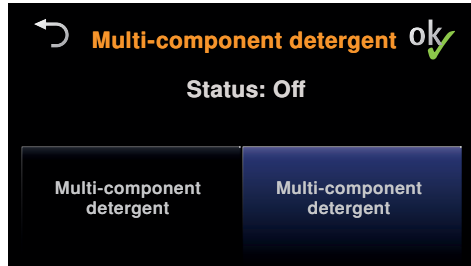 Multi-component detergent ok
Status: Off
Multi-component
detergent
Multi-component
detergent